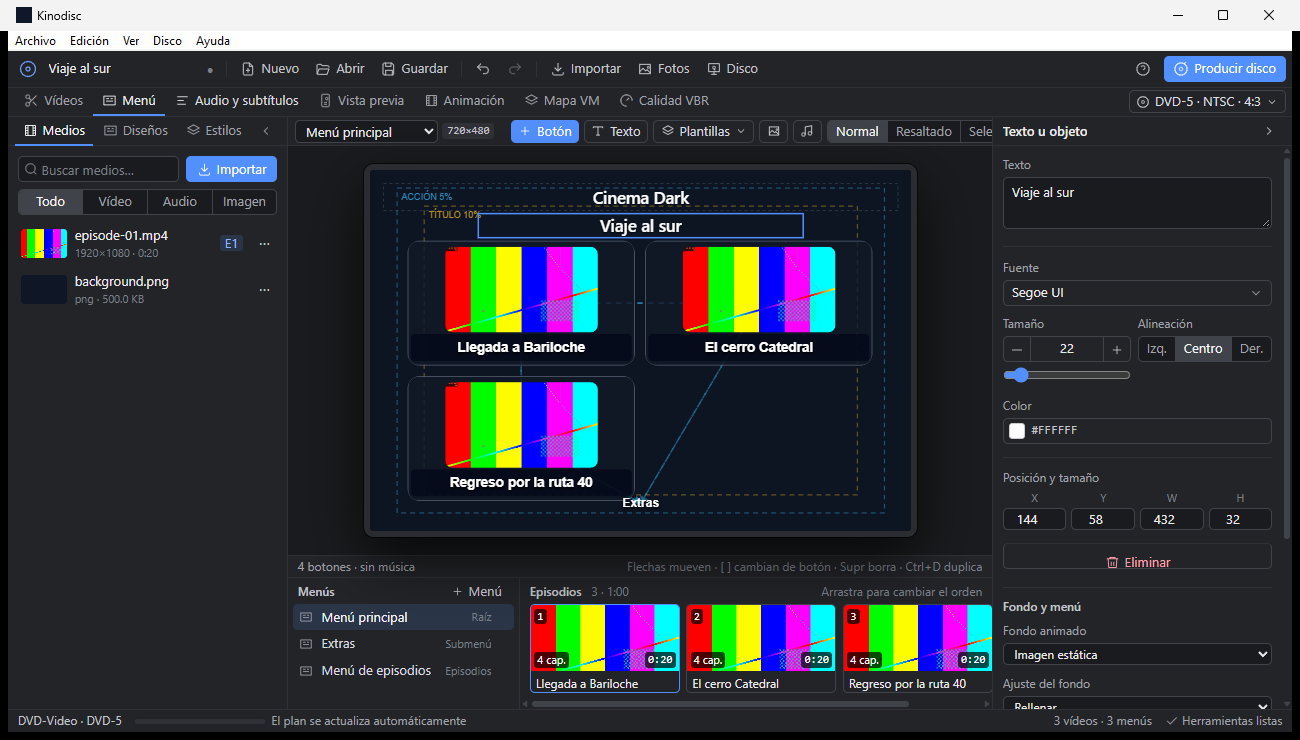 Kinodisc
Archivo Edición Ver Disco Ayuda
Viaje al sur
Nuevo Abrir Guardar Importar Fotos Disco Producir disco
Vídeos Menú Audio y subtítulos Vista previa Animación Mapa VM Calidad VBR DVD-5 · NTSC · 4:3
Medios Diseños Estilos
Buscar medios... Importar
Todo Vídeo Audio Imagen
episode-01.mp4
1920×1080 · 0:20
E1
background.png
png · 500.0 KB
Menú principal 720×480 + Botón Texto Plantillas Normal Resaltado Sele
ACCIÓN 5%
Cinema Dark
TÍTULO 10%
Viaje al sur
Llegada a Bariloche
El cerro Catedral
Regreso por la ruta 40
Extras
4 botones · sin música
Flechas mueven · [ ] cambian de botón · Supr borra · Ctrl+D duplica
Menús + Menú
Menú principal Raíz
Extras Submenú
Menú de episodios Episodios
Episodios 3 · 1:00 Arrastra para cambiar el orden
1 4 cap. 0:20
Llegada a Bariloche
2 4 cap. 0:20
El cerro Catedral
3 4 cap. 0:20
Regreso por la ruta 40
Texto u objeto
Texto
Viaje al sur
Fuente
Segoe UI
Tamaño Alineación
− 22 + Izq. Centro Der.
Color
#FFFFFF
Posición y tamaño
X Y W H
144 58 432 32
Eliminar
Fondo y menú
Fondo animado
Imagen estática
Ajuste del fondo
Rellenar
DVD-Video · DVD-5 El plan se actualiza automáticamente 3 vídeos · 3 menús Herramientas listas